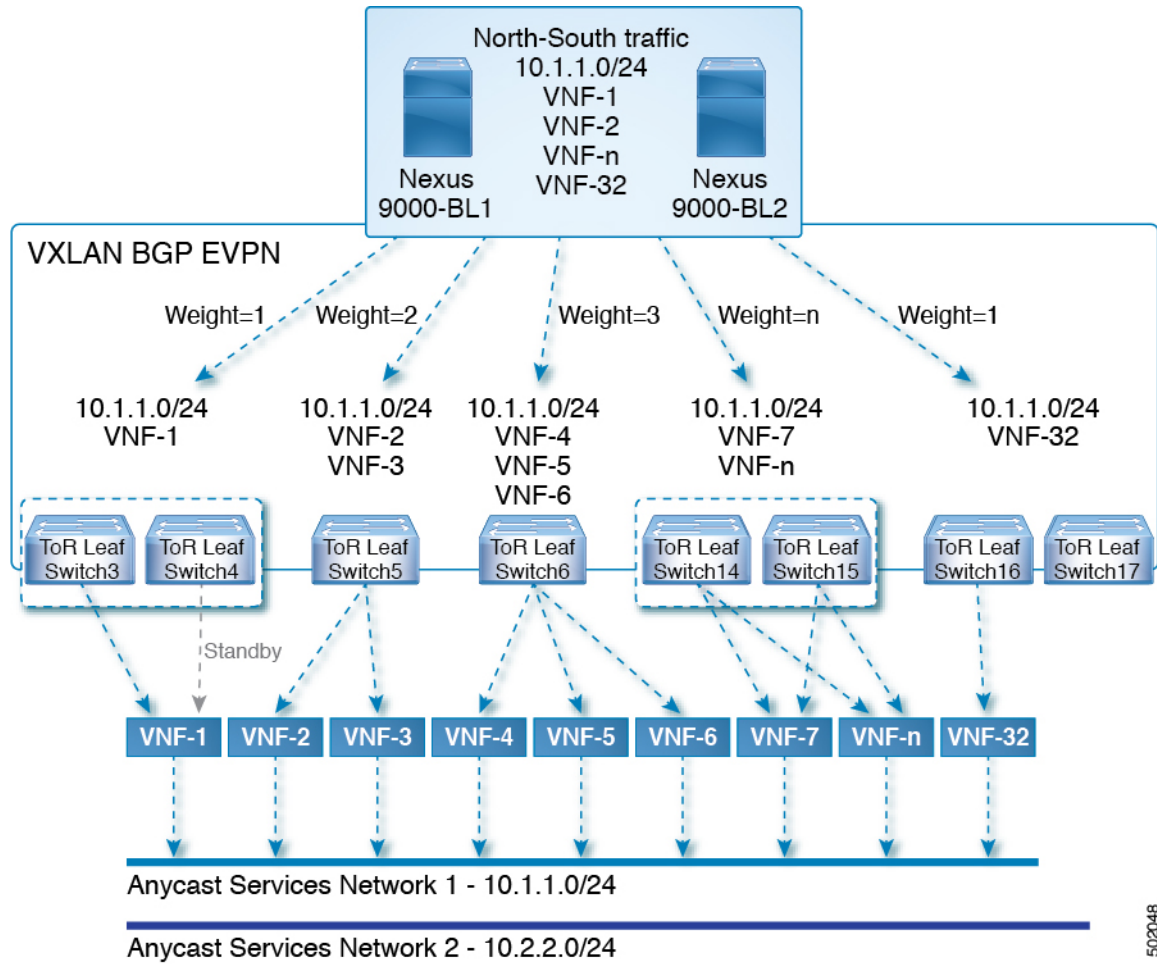 North-South traffic
10.1.1.0/24
VNF-1
VNF-2
VNF-n
VNF-32
Nexus
9000-BL1
Nexus
9000-BL2
VXLAN BGP EVPN
Weight=1
Weight=2
Weight=3
Weight=n
Weight=1
10.1.1.0/24
VNF-1
10.1.1.0/24
VNF-2
VNF-3
10.1.1.0/24
VNF-4
VNF-5
VNF-6
10.1.1.0/24
VNF-7
VNF-n
10.1.1.0/24
VNF-32
ToR Leaf
Switch3
ToR Leaf
Switch4
ToR Leaf
Switch5
ToR Leaf
Switch6
ToR Leaf
Switch14
ToR Leaf
Switch15
ToR Leaf
Switch16
ToR Leaf
Switch17
Standby
VNF-1
VNF-2
VNF-3
VNF-4
VNF-5
VNF-6
VNF-7
VNF-n
VNF-32
Anycast Services Network 1 - 10.1.1.0/24
Anycast Services Network 2 - 10.2.2.0/24
502048